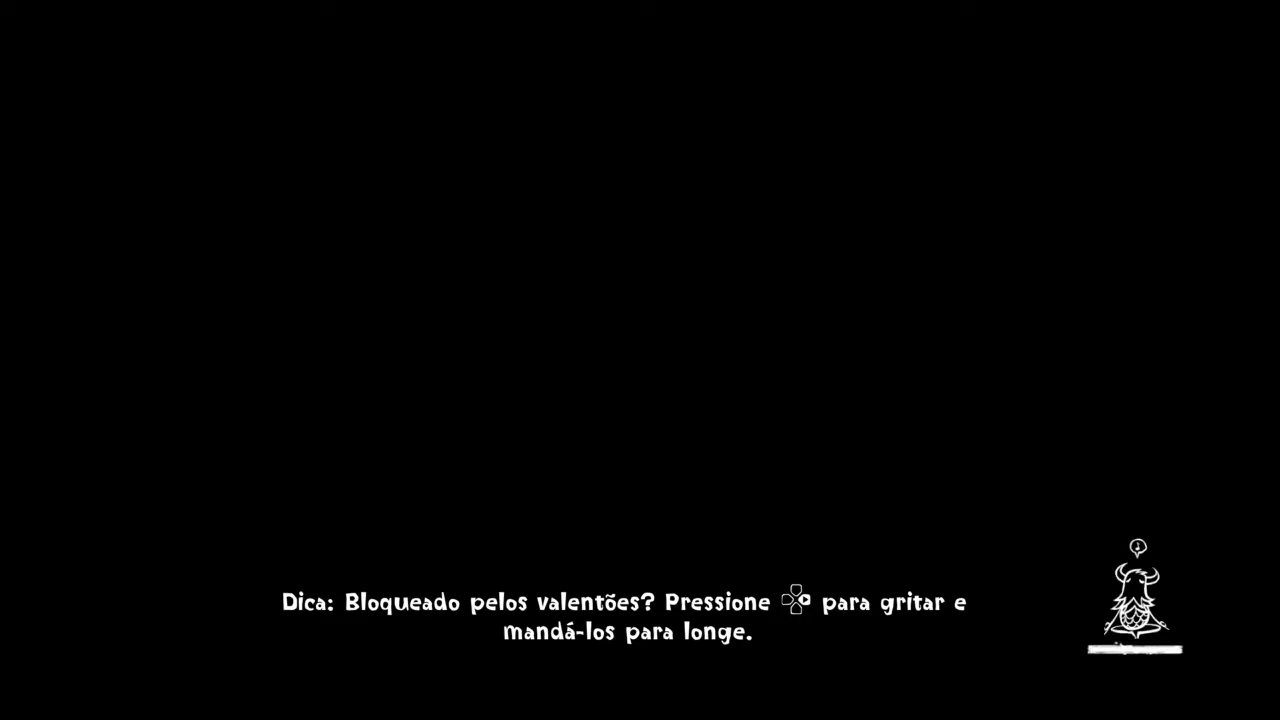 Dica: Bloqueado pelos valentões? Pressione para gritar e
mandá-los para longe.